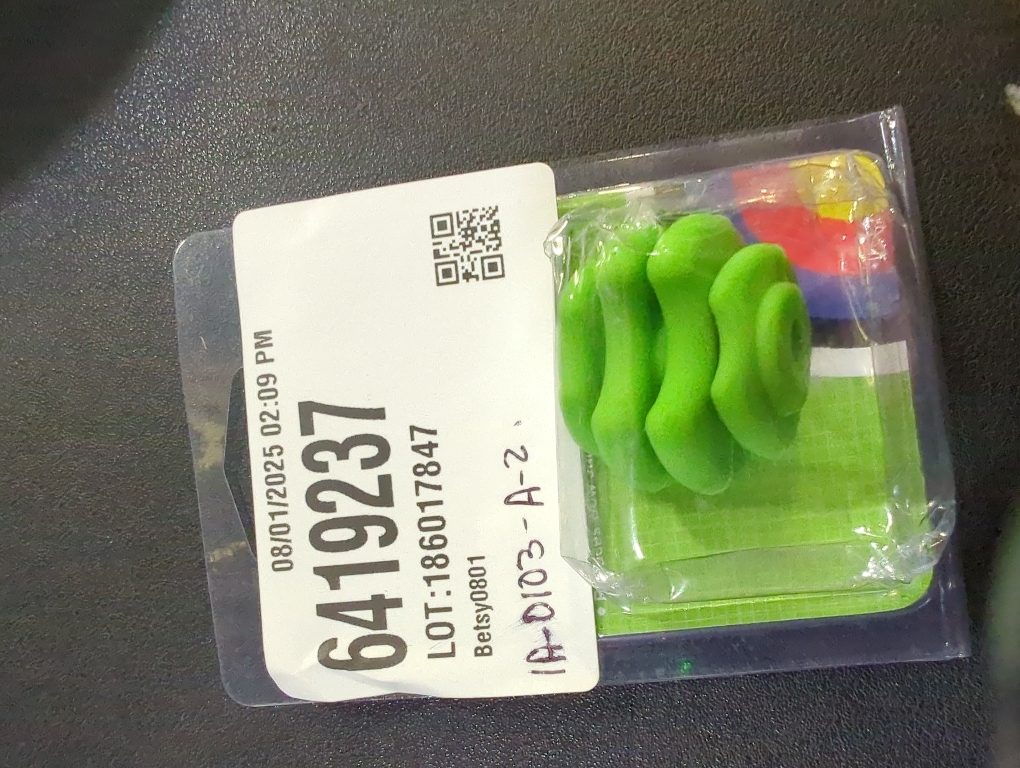 08/01/2025 02:09 PM
6419237
LOT:186017847
Betsy0801
1A-D103-A-2.